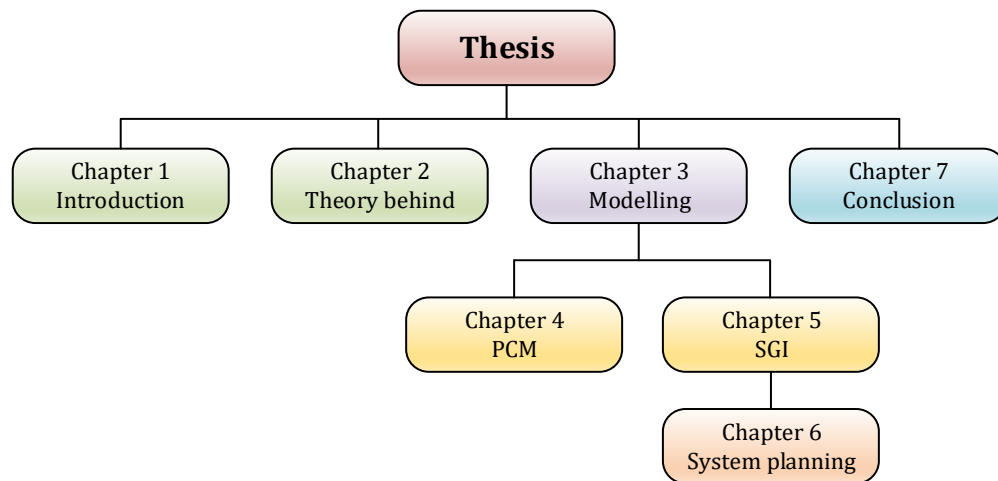 Thesis
Chapter 1
Introduction
Chapter 2
Theory behind
Chapter 3
Modelling
Chapter 7
Conclusion
Chapter 4
PCM
Chapter 5
SGI
Chapter 6
System planning